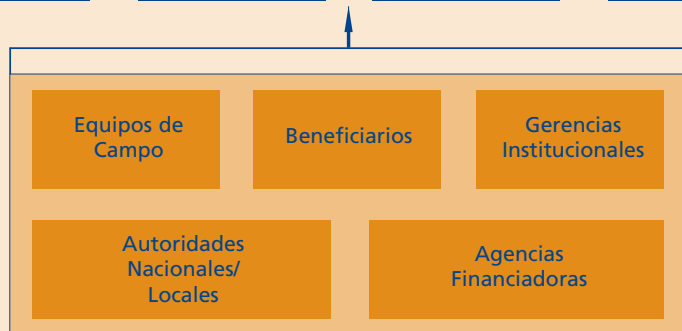 Equipos de
Campo
Beneficiarios
Gerencias
Institucionales
Autoridades
Nacionales/
Locales
Agencias
Financiadoras